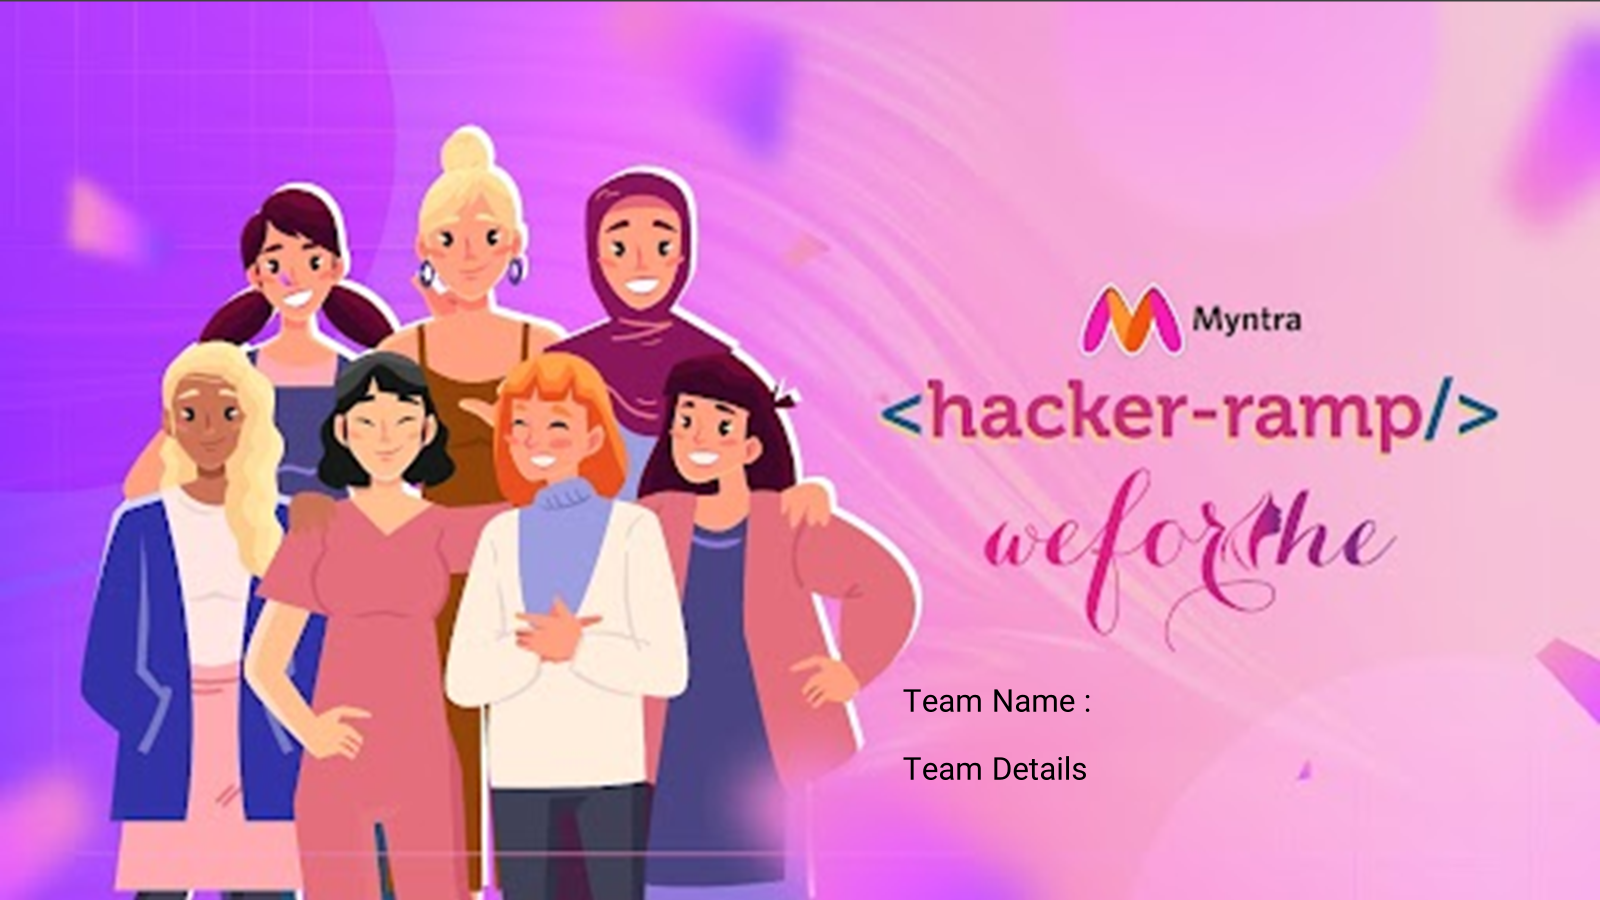 Myntra
<hacker-ramp/>
weforshe
Team Name :
Team Details